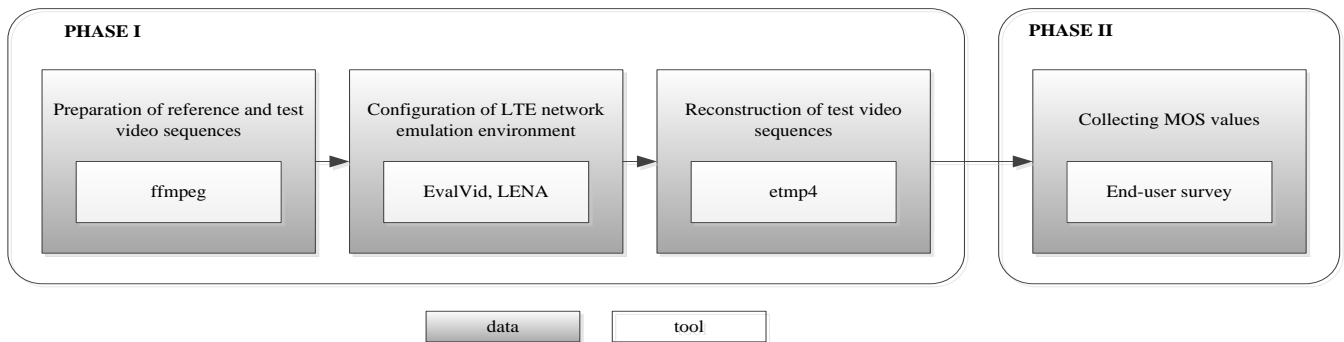 PHASE I
Preparation of reference and test
video sequences
ffmpeg
Configuration of LTE network
emulation environment
EvalVid, LENA
Reconstruction of test video
sequences
etmp4
PHASE II
Collecting MOS values
End-user survey
data
tool